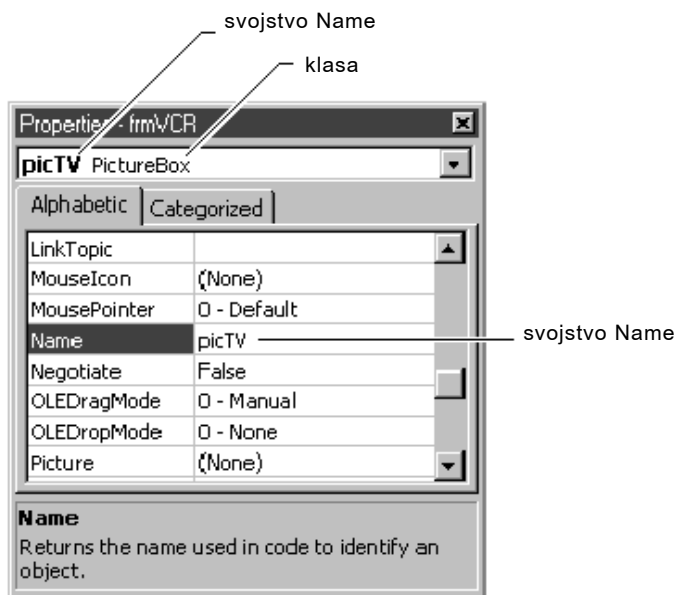 svojstvo Name
klasa
Properties - frmVCR
picTV PictureBox
Alphabetic Categorized
LinkTopic
MouseIcon (None)
MousePointer 0 - Default
Name picTV
svojstvo Name
Negotiate False
OLEDragMode 0 - Manual
OLEDropMode 0 - None
Picture (None)
Name
Returns the name used in code to identify an
object.